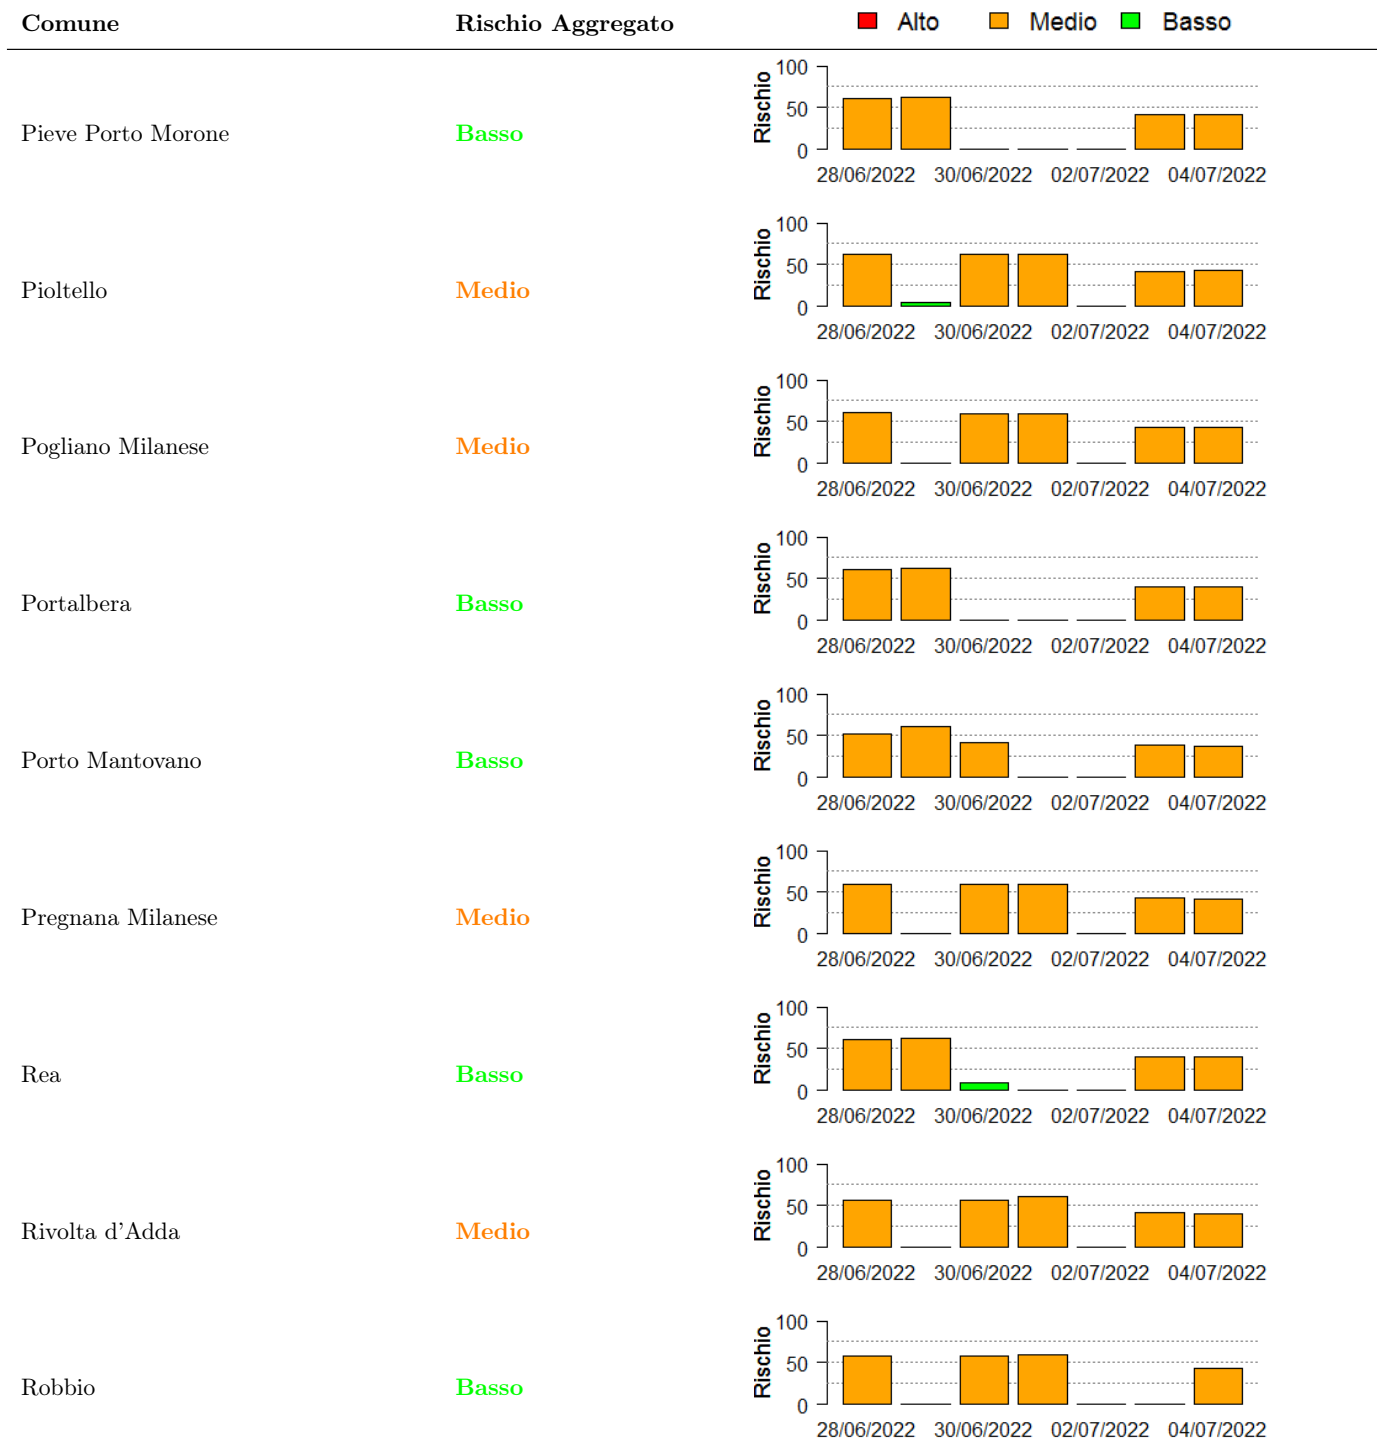 Comune Rischio Aggregato Alto Medio Basso
100
50
0
Rischio
Pieve Porto Morone Basso
28/06/2022 30/06/2022 02/07/2022 04/07/2022
100
50
0
Rischio
Pioltello Medio
28/06/2022 30/06/2022 02/07/2022 04/07/2022
100
50
0
Rischio
Pogliano Milanese Medio
28/06/2022 30/06/2022 02/07/2022 04/07/2022
100
50
0
Rischio
Portalbera Basso
28/06/2022 30/06/2022 02/07/2022 04/07/2022
100
50
0
Rischio
Porto Mantovano Basso
28/06/2022 30/06/2022 02/07/2022 04/07/2022
100
50
0
Rischio
Pregnana Milanese Medio
28/06/2022 30/06/2022 02/07/2022 04/07/2022
100
50
0
Rischio
Rea Basso
28/06/2022 30/06/2022 02/07/2022 04/07/2022
100
50
0
Rischio
Rivolta d'Adda Medio
28/06/2022 30/06/2022 02/07/2022 04/07/2022
100
50
0
Rischio
Robbio Basso
28/06/2022 30/06/2022 02/07/2022 04/07/2022